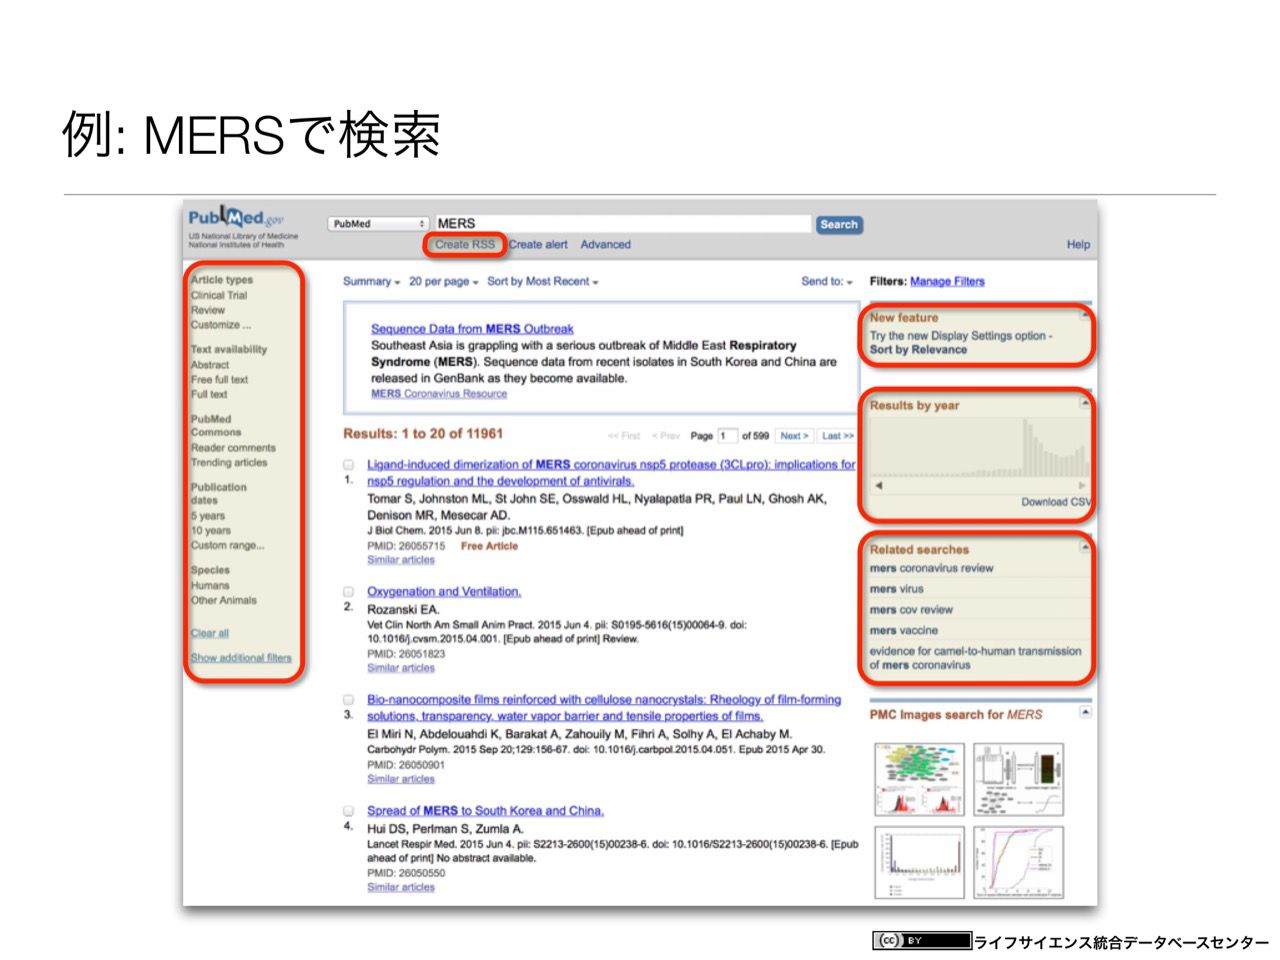 例: MERSで検索
PubMed.gov
US National Library of Medicine
National Institutes of Health
PubMed
MERS
Search
Create RSS
Create alert
Advanced
Help
Article types
Clinical Trial
Review
Customize ...
Text availability
Abstract
Free full text
Full text
PubMed
Commons
Reader comments
Trending articles
Publication
dates
5 years
10 years
Custom range...
Species
Humans
Other Animals
Clear all
Show additional filters
Summary
20 per page
Sort by Most Recent
Send to:
Sequence Data from MERS Outbreak
Southeast Asia is grappling with a serious outbreak of Middle East Respiratory
Syndrome (MERS). Sequence data from recent isolates in South Korea and China are
released in GenBank as they become available.
MERS Coronavirus Resource
Results: 1 to 20 of 11961
<< First < Prev Page 1 of 599 Next > Last >>
Ligand-induced dimerization of MERS coronavirus nsp5 protease (3CLpro): implications for
1. nsp5 regulation and the development of antivirals.
Tomar S, Johnston ML, St John SE, Osswald HL, Nyalapatla PR, Paul LN, Ghosh AK,
Denison MR, Mesecar AD.
J Biol Chem. 2015 Jun 8. pii: jbc.M115.651463. [Epub ahead of print]
PMID: 26055715 Free Article
Similar articles
Oxygenation and Ventilation.
2. Rozanski EA.
Vet Clin North Am Small Anim Pract. 2015 Jun 4. pii: S0195-5616(15)00064-9. doi:
10.1016/j.cvsm.2015.04.001. [Epub ahead of print] Review.
PMID: 26051823
Similar articles
Bio-nanocomposite films reinforced with cellulose nanocrystals: Rheology of film-forming
3. solutions, transparency, water vapor barrier and tensile properties of films.
El Miri N, Abdelouahdi K, Barakat A, Zahouily M, Fihri A, Solhy A, El Achaby M.
Carbohydr Polym. 2015 Sep 20;129:156-67. doi: 10.1016/j.carbpol.2015.04.051. Epub 2015 Apr 30.
PMID: 26050901
Similar articles
Spread of MERS to South Korea and China.
4. Hui DS, Perlman S, Zumla A.
Lancet Respir Med. 2015 Jun 4. pii: S2213-2600(15)00238-6. doi: 10.1016/S2213-2600(15)00238-6. [Epub
ahead of print] No abstract available.
PMID: 26050550
Similar articles
Filters: Manage Filters
New feature
Try the new Display Settings option -
Sort by Relevance
Results by year
Download CSV
Related searches
mers coronavirus review
mers virus
mers cov review
mers vaccine
evidence for camel-to-human transmission
of mers coronavirus
PMC Images search for MERS
cc BY
ライフサイエンス統合データベースセンター